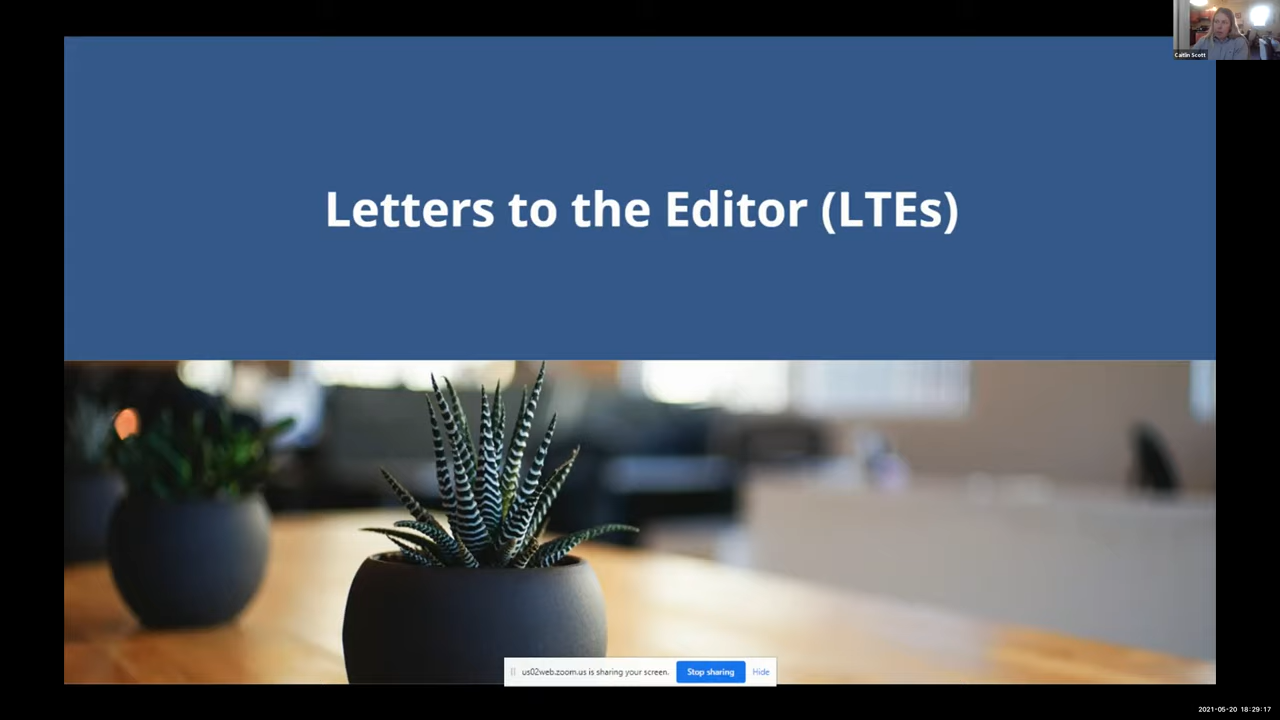 Caitlin Scott
Letters to the Editor (LTEs)
us02web.zoom.us is sharing your screen. Stop sharing Hide
2021-05-20 18:29:17